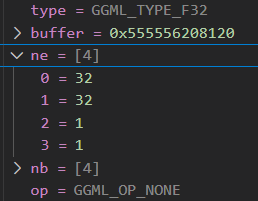 type = GGML_TYPE_F32
buffer = 0x555556208120
ne = [4]
0 = 32
1 = 32
2 = 1
3 = 1
nb = [4]
op = GGML_OP_NONE